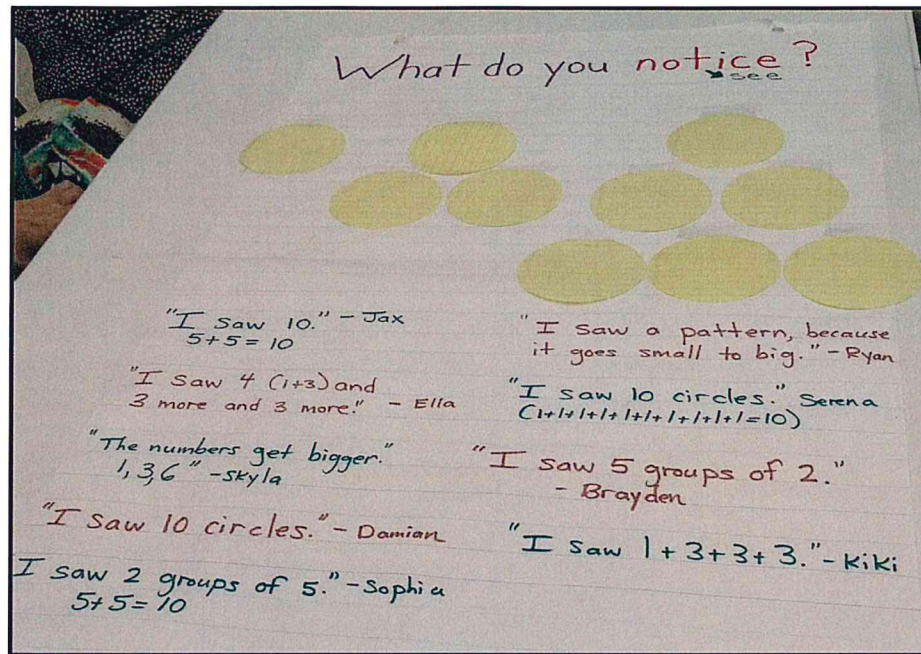 What do you notice?
see
"I saw 10." - Jax
5+5=10
"I saw 4 (1+3) and
3 more and 3 more." - Ella
"The numbers get bigger."
1, 3, 6" - Skyla
"I saw 10 circles." - Damian
I saw 2 groups of 5." - Sophia
5+5=10
"I saw a pattern, because
it goes small to big." - Ryan
"I saw 10 circles." Serena
(1+1+1+1+1+1+1+1+1+1=10)
"I saw 5 groups of 2."
- Brayden
"I saw 1+3+3+3." - Kiki